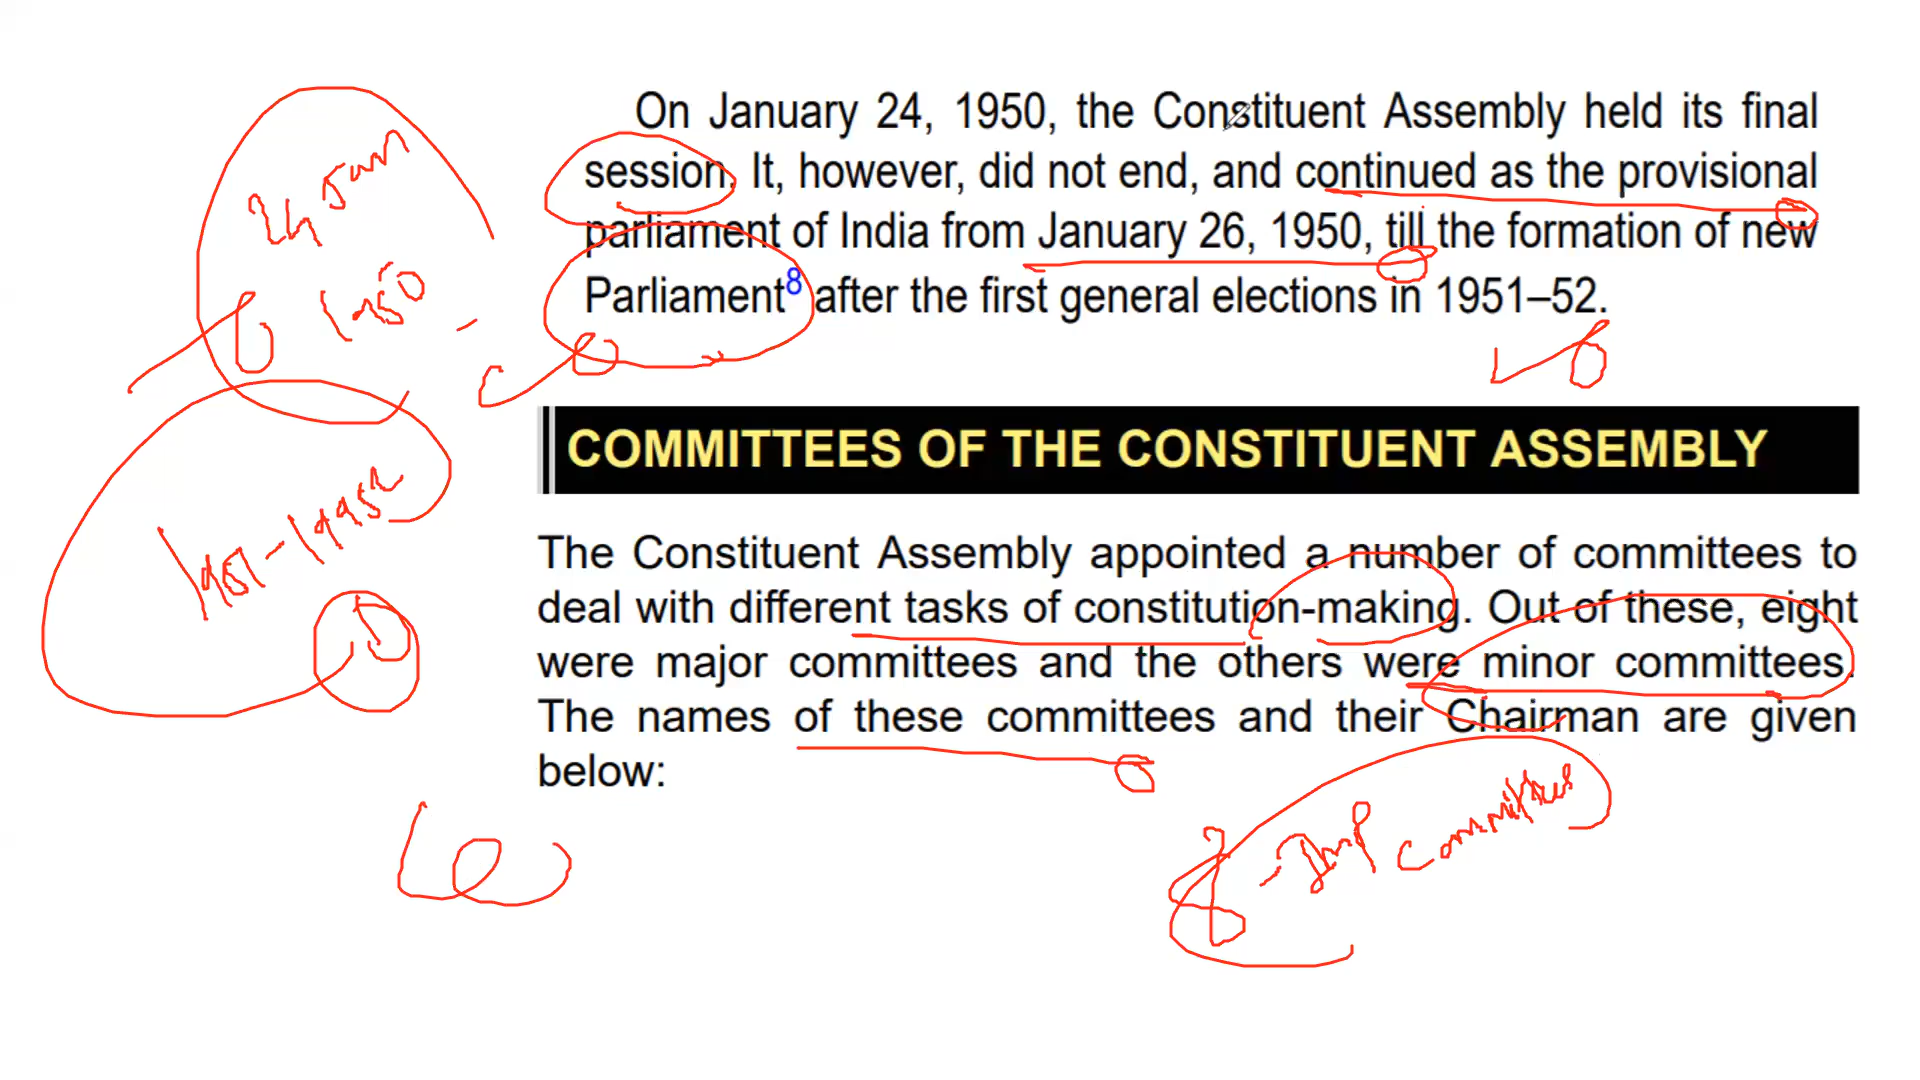 On January 24, 1950, the Constituent Assembly held its final
session. It, however, did not end, and continued as the provisional
parliament of India from January 26, 1950, till the formation of new
Parliament8 after the first general elections in 1951–52.
24 Jan
1950
COMMITTEES OF THE CONSTITUENT ASSEMBLY
1951-1952
The Constituent Assembly appointed a number of committees to
deal with different tasks of constitution-making. Out of these, eight
were major committees and the others were minor committees.
The names of these committees and their Chairman are given
below:
8 - Imp Committees